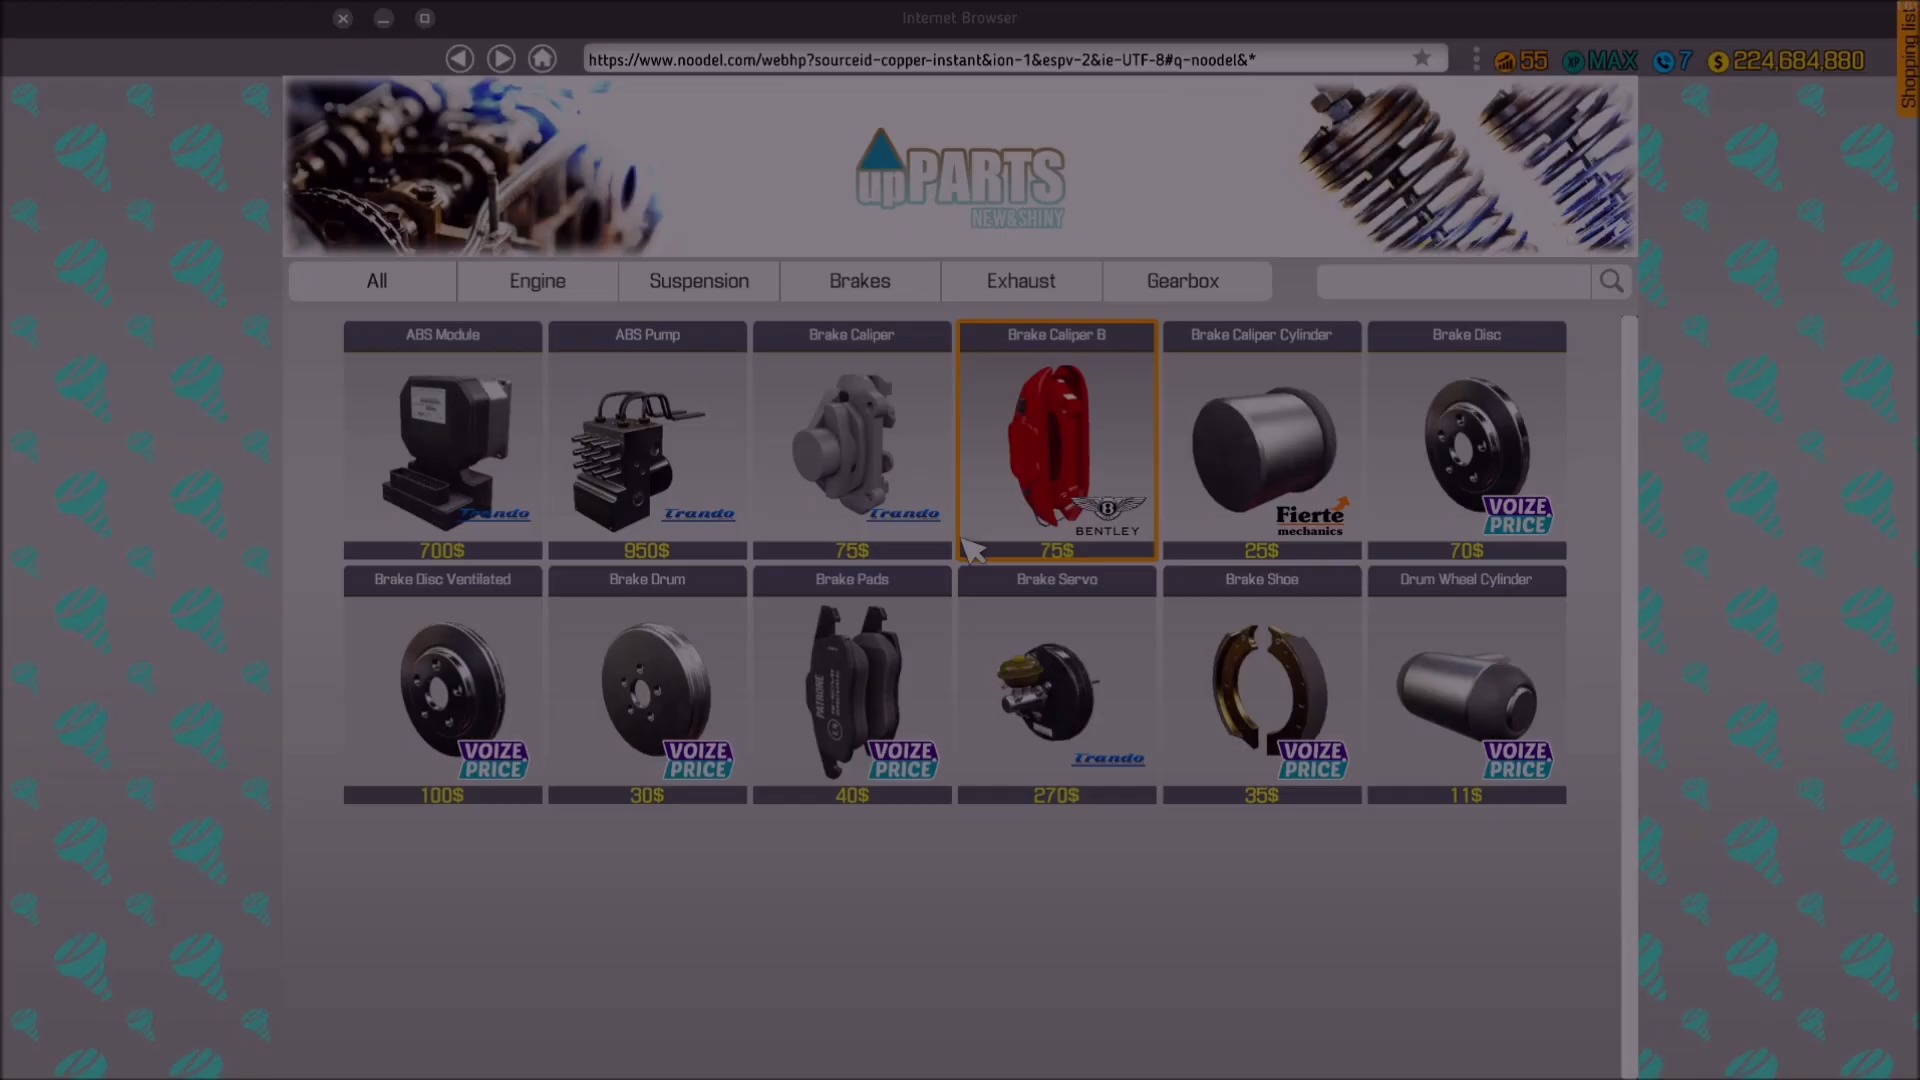 Internet Browser
https://www.noodel.com/webhp?sourceid-copper-instant&ion-1&espv-2&ie-UTF-8#q-noodel&*
55
XP MAX
7
$ 224,684,880
Shopping list
upPARTS
NEW&SHINY
All
Engine
Suspension
Brakes
Exhaust
Gearbox
ABS Module
Trando
700$
ABS Pump
Trando
950$
Brake Caliper
Trando
75$
Brake Caliper B
B
BENTLEY
75$
Brake Caliper Cylinder
Fierte
mechanics
25$
Brake Disc
VOIZE
PRICE
70$
Brake Disc Ventilated
VOIZE
PRICE
100$
Brake Drum
VOIZE
PRICE
30$
Brake Pads
PATRONE
VOIZE
PRICE
40$
Brake Servo
Trando
270$
Brake Shoe
VOIZE
PRICE
35$
Drum Wheel Cylinder
VOIZE
PRICE
11$